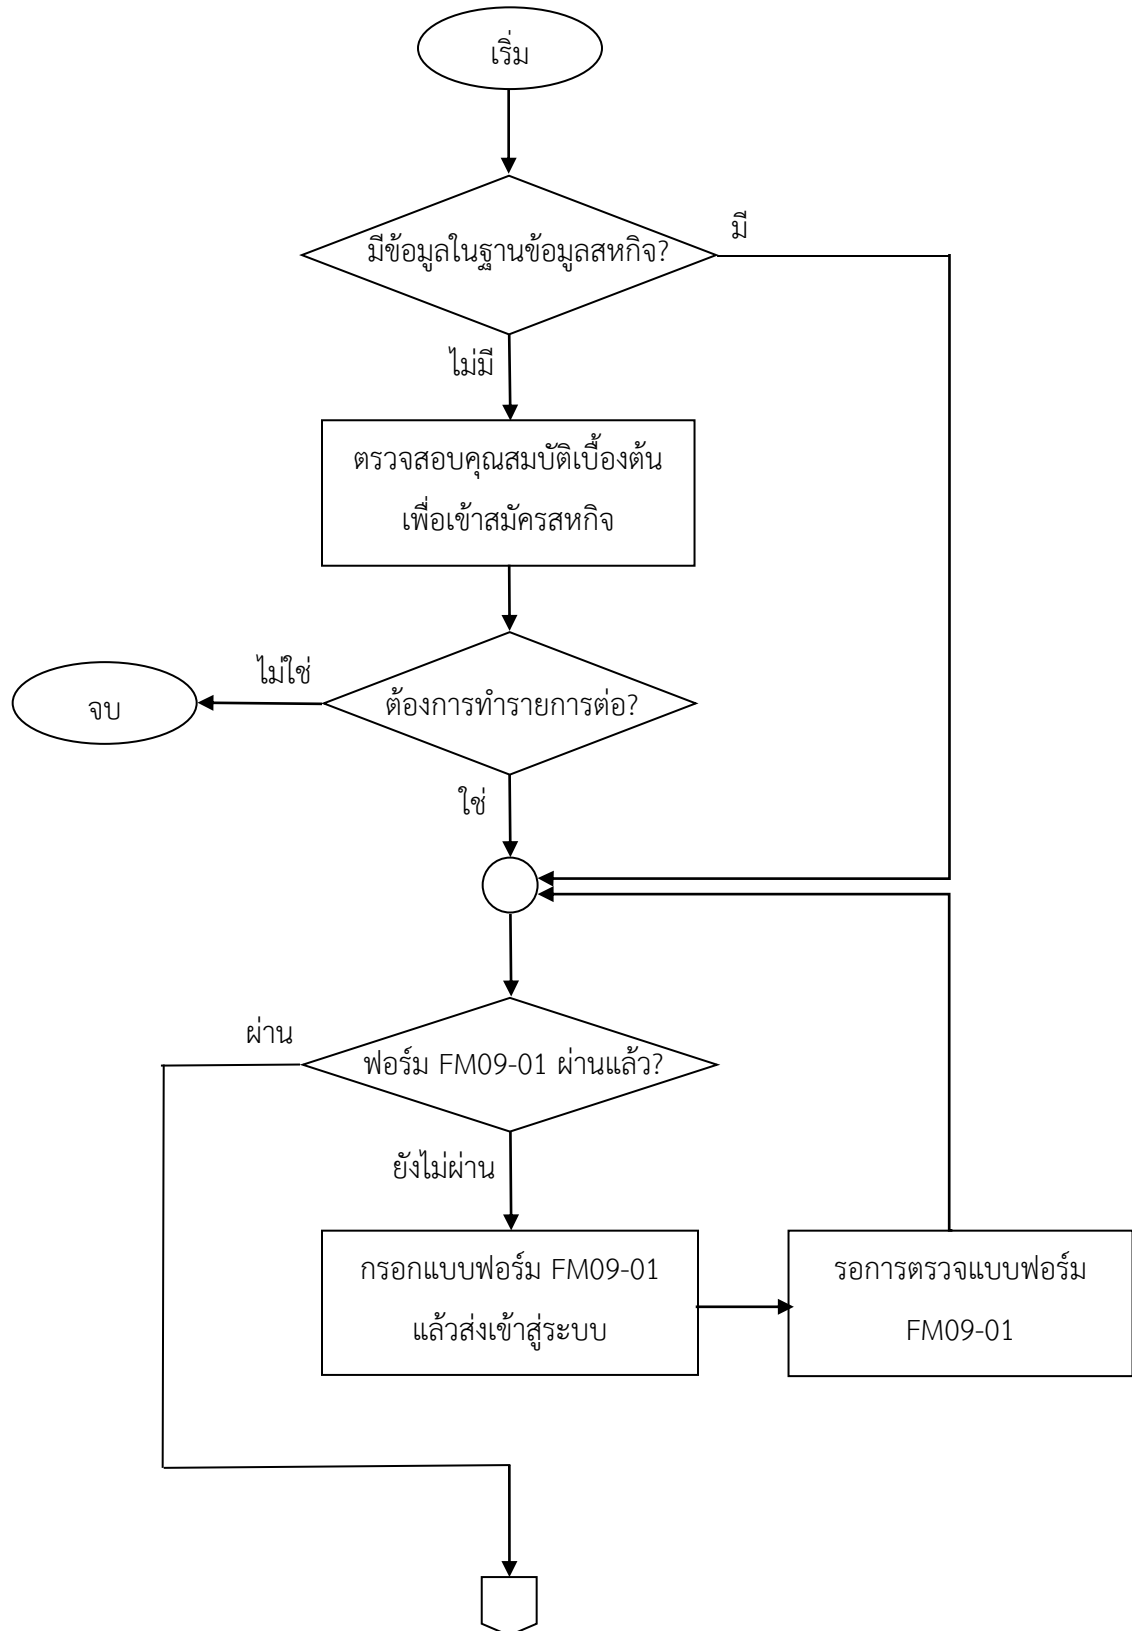 เริ่ม
มีข้อมูลในฐานข้อมูลสหกิจ?
มี
ไม่มี
ตรวจสอบคุณสมบัติเบื้องต้น
เพื่อเข้าสมัครสหกิจ
ไม่ใช่
จบ
ต้องการทำรายการต่อ?
ใช่
ผ่าน
ฟอร์ม FM09-01 ผ่านแล้ว?
ยังไม่ผ่าน
กรอกแบบฟอร์ม FM09-01
แล้วส่งเข้าสู่ระบบ
รอการตรวจแบบฟอร์ม
FM09-01